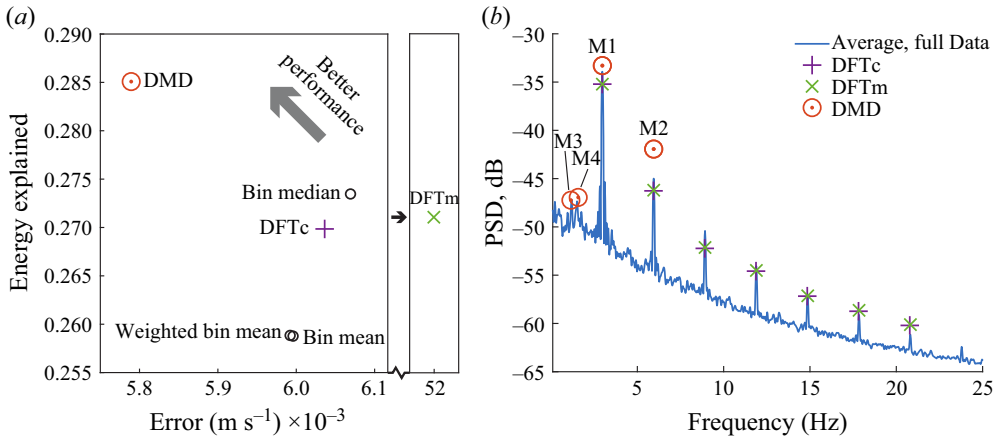 (a)
0.290
0.285
0.280
0.275
0.270
0.265
0.260
0.255
Energy explained
DMD
Better
performance
Bin median
DFTc
DFTm
Weighted bin mean
Bin mean
5.8
5.9
6.0
6.1
52
Error (m s⁻¹) ×10⁻³
(b)
–30
–35
–40
–45
–50
–55
–60
–65
PSD, dB
M1
M2
M3
M4
Average, full Data
DFTc
DFTm
DMD
5
10
15
20
25
Frequency (Hz)